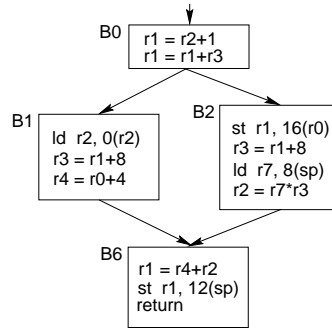 B0
r1 = r2+1
r1 = r1+r3
B1
ld r2, 0(r2)
r3 = r1+8
r4 = r0+4
B2
st r1, 16(r0)
r3 = r1+8
ld r7, 8(sp)
r2 = r7*r3
B6
r1 = r4+r2
st r1, 12(sp)
return